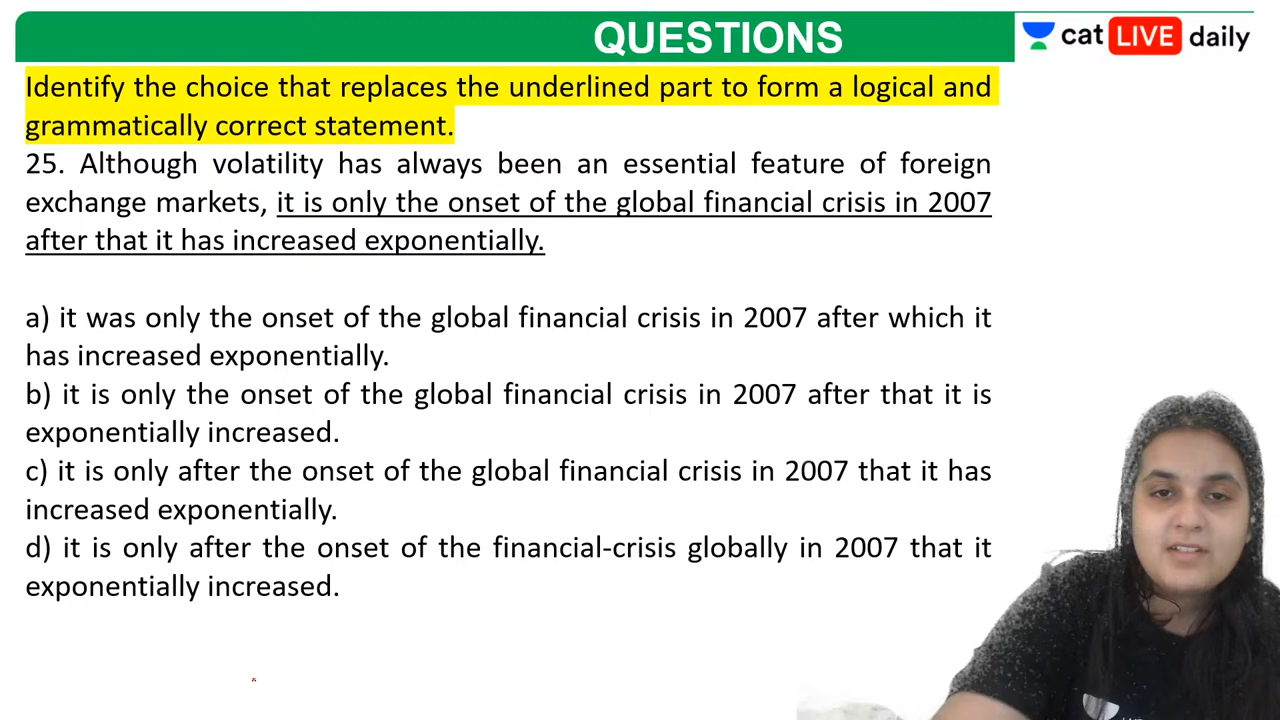 QUESTIONS
cat LIVE daily
Identify the choice that replaces the underlined part to form a logical and
grammatically correct statement.
25. Although volatility has always been an essential feature of foreign
exchange markets, it is only the onset of the global financial crisis in 2007
after that it has increased exponentially.
a) it was only the onset of the global financial crisis in 2007 after which it
has increased exponentially.
b) it is only the onset of the global financial crisis in 2007 after that it is
exponentially increased.
c) it is only after the onset of the global financial crisis in 2007 that it has
increased exponentially.
d) it is only after the onset of the financial-crisis globally in 2007 that it
exponentially increased.